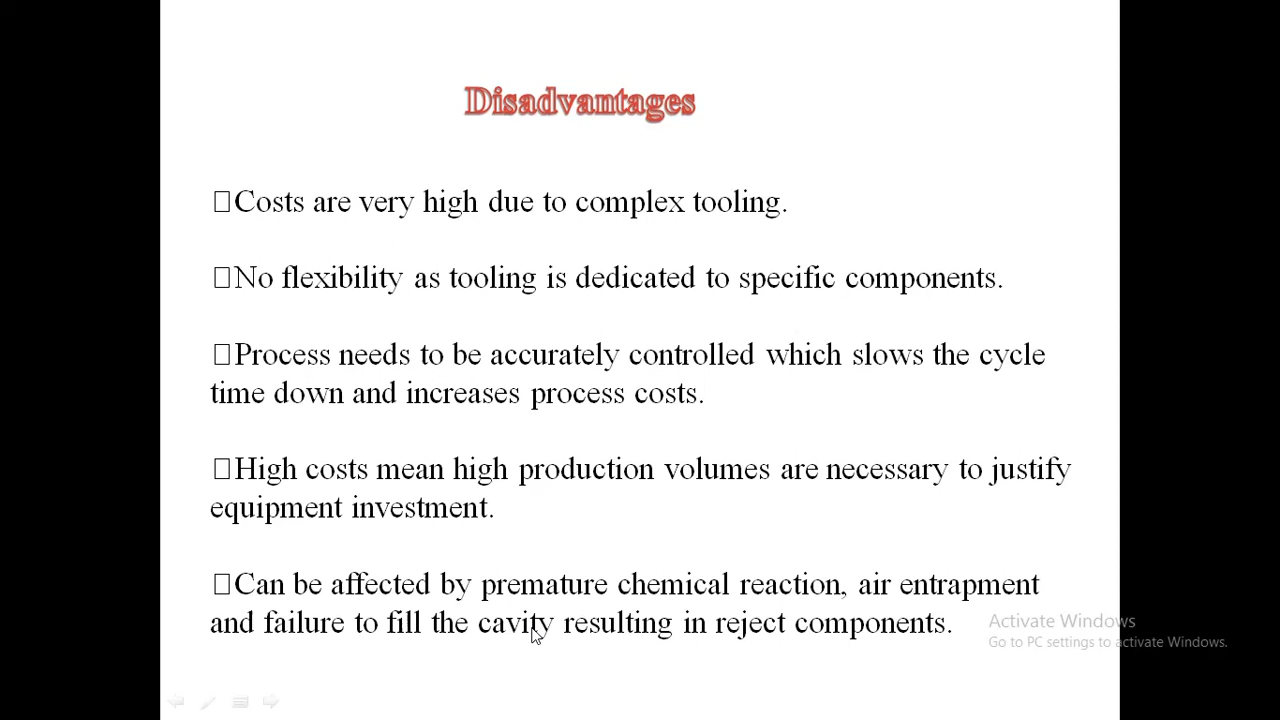 Disadvantages
Costs are very high due to complex tooling.
No flexibility as tooling is dedicated to specific components.
Process needs to be accurately controlled which slows the cycle
time down and increases process costs.
High costs mean high production volumes are necessary to justify
equipment investment.
Can be affected by premature chemical reaction, air entrapment
and failure to fill the cavity resulting in reject components.
Activate Windows
Go to PC settings to activate Windows.